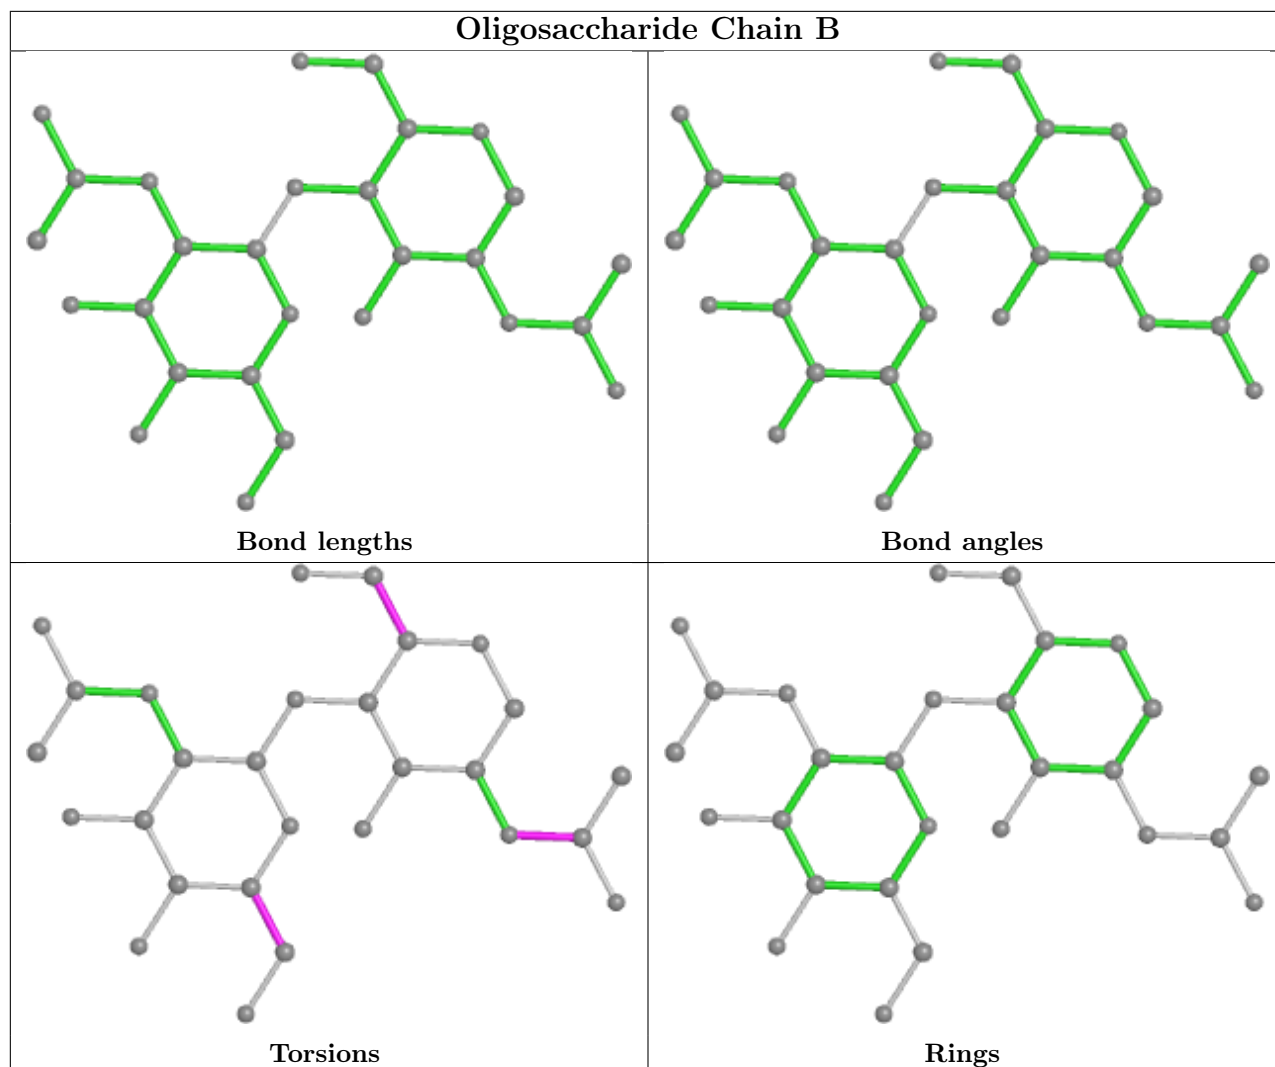 Oligosaccharide Chain B
Bond lengths
Bond angles
Torsions
Rings